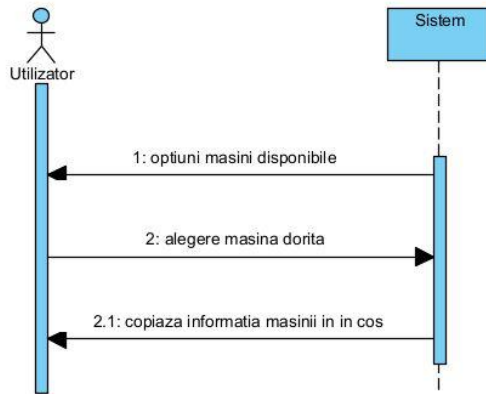 Sistem
Utilizator
1: optiuni masini disponibile
2: alegere masina dorita
2.1: copiaza informatia masinii in in cos